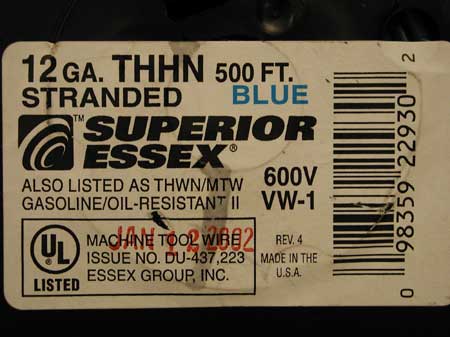 12 GA. THHN 500 FT.
STRANDED BLUE
™ SUPERIOR
ESSEX®
ALSO LISTED AS THWN/MTW
GASOLINE/OIL-RESISTANT II
600V
VW-1
UL
LISTED
MACHINE TOOL WIRE
JAN 12 2002
ISSUE NO. DU-437,223
ESSEX GROUP, INC.
REV. 4
MADE IN THE
U.S.A.
0 98359 22930 2